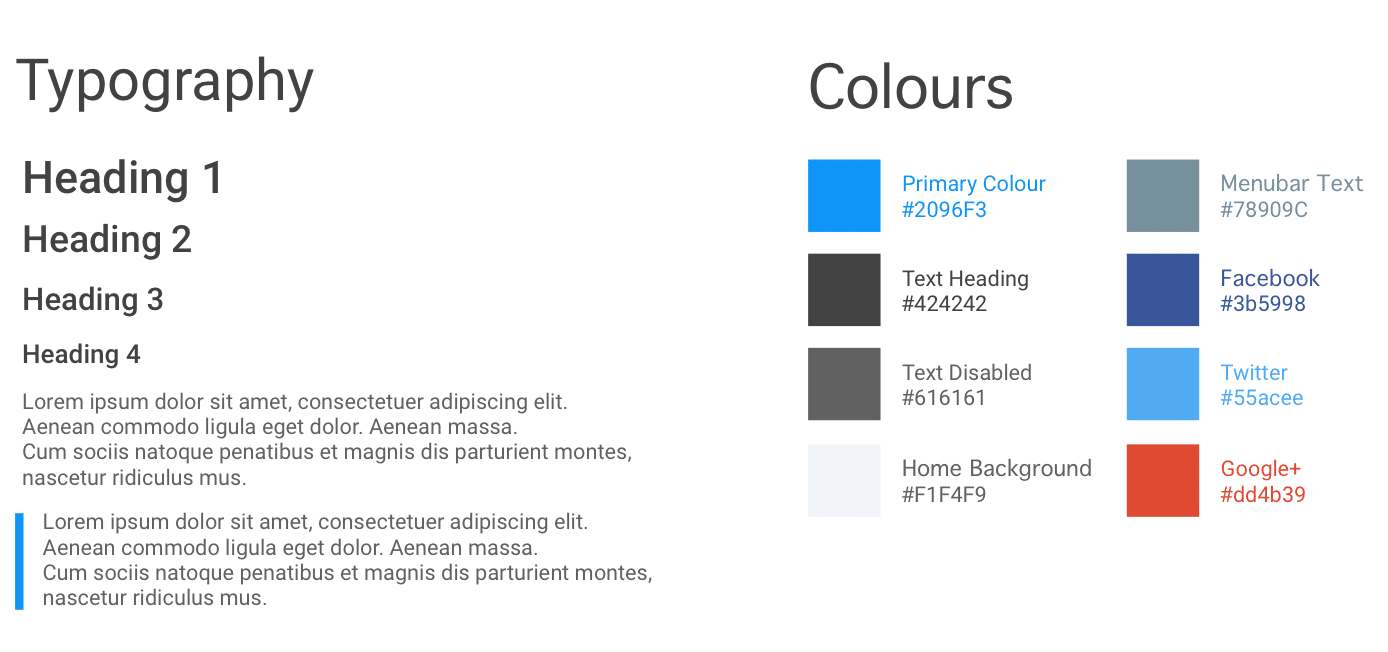 Typography
Heading 1
Heading 2
Heading 3
Heading 4
Lorem ipsum dolor sit amet, consectetuer adipiscing elit.
Aenean commodo ligula eget dolor. Aenean massa.
Cum sociis natoque penatibus et magnis dis parturient montes,
nascetur ridiculus mus.
Lorem ipsum dolor sit amet, consectetuer adipiscing elit.
Aenean commodo ligula eget dolor. Aenean massa.
Cum sociis natoque penatibus et magnis dis parturient montes,
nascetur ridiculus mus.
Colours
Primary Colour
#2096F3
Text Heading
#424242
Text Disabled
#616161
Home Background
#F1F4F9
Menubar Text
#78909C
Facebook
#3b5998
Twitter
#55acee
Google+
#dd4b39